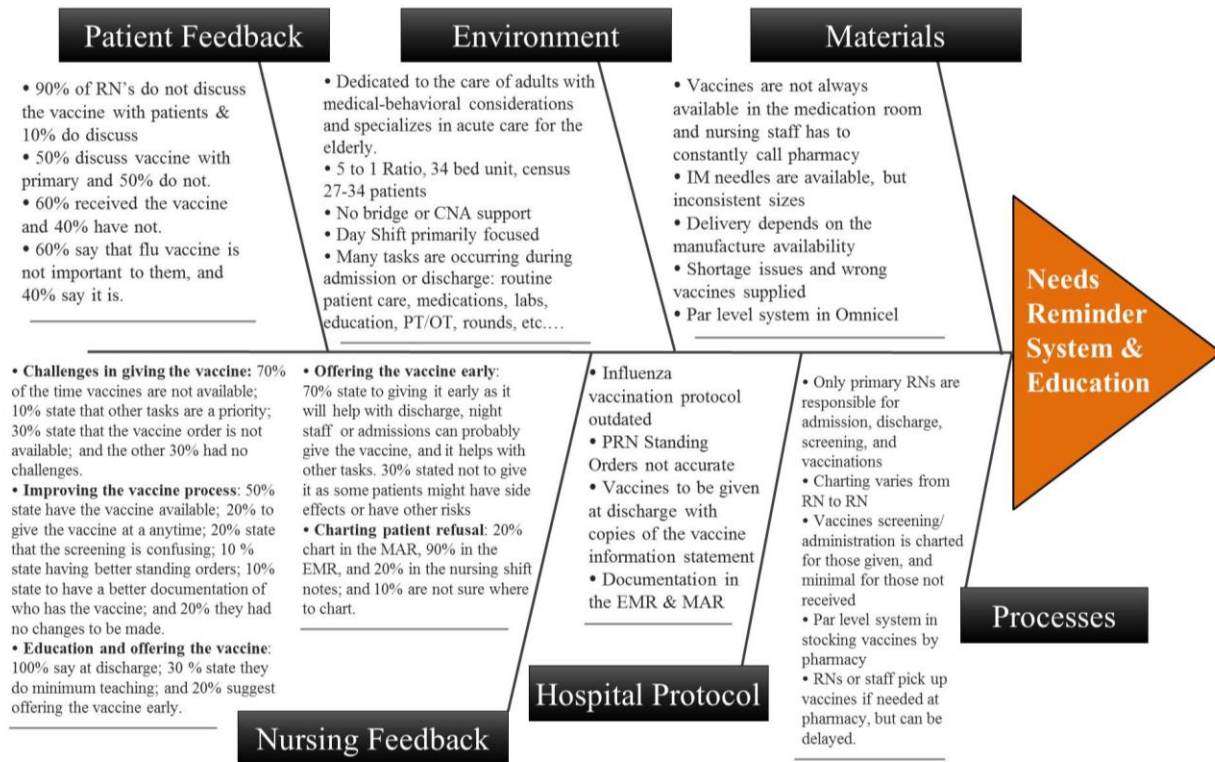 Patient Feedback
• 90% of RN's do not discuss
the vaccine with patients &
10% do discuss
• 50% discuss vaccine with
primary and 50% do not.
• 60% received the vaccine
and 40% have not.
• 60% say that flu vaccine is
not important to them, and
40% say it is.
Environment
• Dedicated to the care of adults with
medical-behavioral considerations
and specializes in acute care for the
elderly.
• 5 to 1 Ratio, 34 bed unit, census
27-34 patients
• No bridge or CNA support
• Day Shift primarily focused
• Many tasks are occurring during
admission or discharge: routine
patient care, medications, labs,
education, PT/OT, rounds, etc.…
Materials
• Vaccines are not always
available in the medication room
and nursing staff has to
constantly call pharmacy
• IM needles are available, but
inconsistent sizes
• Delivery depends on the
manufacture availability
• Shortage issues and wrong
vaccines supplied
• Par level system in Omnicel
Needs
Reminder
System &
Education
• Challenges in giving the vaccine: 70%
of the time vaccines are not available;
10% state that other tasks are a priority;
30% state that the vaccine order is not
available; and the other 30% had no
challenges.
• Improving the vaccine process: 50%
state have the vaccine available; 20% to
give the vaccine at a anytime; 20% state
that the screening is confusing; 10 %
state having better standing orders; 10%
state to have a better documentation of
who has the vaccine; and 20% they had
no changes to be made.
• Education and offering the vaccine:
100% say at discharge; 30 % state they
do minimum teaching; and 20% suggest
offering the vaccine early.
• Offering the vaccine early:
70% state to giving it early as it
will help with discharge, night
staff or admissions can probably
give the vaccine, and it helps with
other tasks. 30% stated not to give
it as some patients might have side
effects or have other risks
• Charting patient refusal: 20%
chart in the MAR, 90% in the
EMR, and 20% in the nursing shift
notes; and 10% are not sure where
to chart.
Nursing Feedback
• Influenza
vaccination protocol
outdated
• PRN Standing
Orders not accurate
• Vaccines to be given
at discharge with
copies of the vaccine
information statement
• Documentation in
the EMR & MAR
Hospital Protocol
• Only primary RNs are
responsible for
admission, discharge,
screening, and
vaccinations
• Charting varies from
RN to RN
• Vaccines screening/
administration is charted
for those given, and
minimal for those not
received
• Par level system in
stocking vaccines by
pharmacy
• RNs or staff pick up
vaccines if needed at
pharmacy, but can be
delayed.
Processes